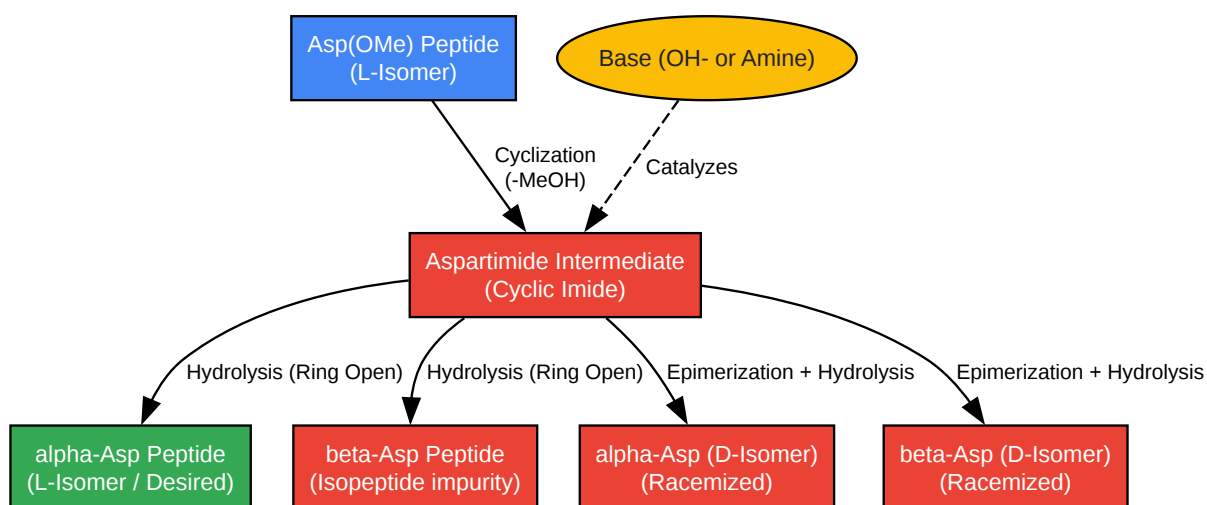 Asp(OMe) Peptide
(L-Isomer)
Base (OH- or Amine)
Cyclization
(-MeOH)
Catalyzes
Aspartimide Intermediate
(Cyclic Imide)
Hydrolysis (Ring Open)
Hydrolysis (Ring Open)
Epimerization + Hydrolysis
Epimerization + Hydrolysis
alpha-Asp Peptide
(L-Isomer / Desired)
beta-Asp Peptide
(Isopeptide impurity)
alpha-Asp (D-Isomer)
(Racemized)
beta-Asp (D-Isomer)
(Racemized)